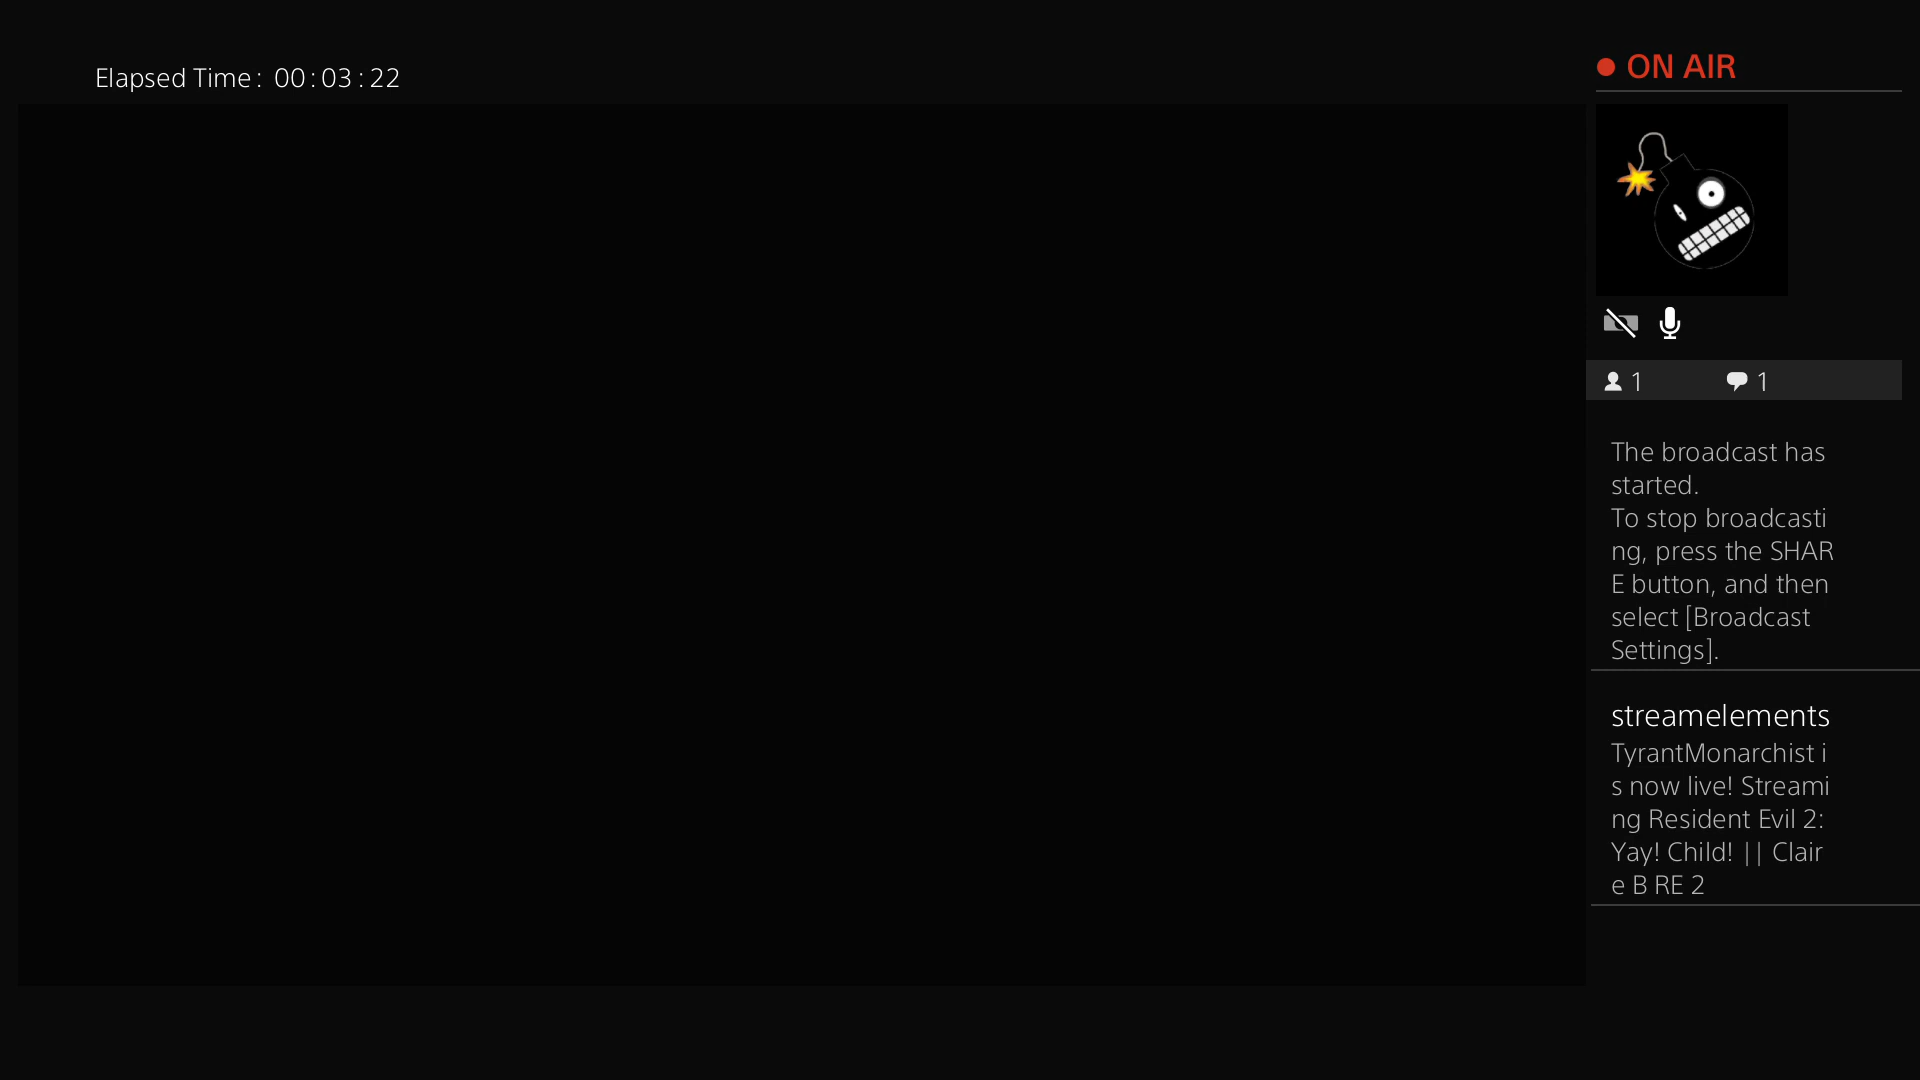 Elapsed Time: 00:03:22
ON AIR
1 1
The broadcast has
started.
To stop broadcasti
ng, press the SHAR
E button, and then
select [Broadcast
Settings].
streamelements
TyrantMonarchist i
s now live! Streami
ng Resident Evil 2:
Yay! Child! || Clair
e B RE 2